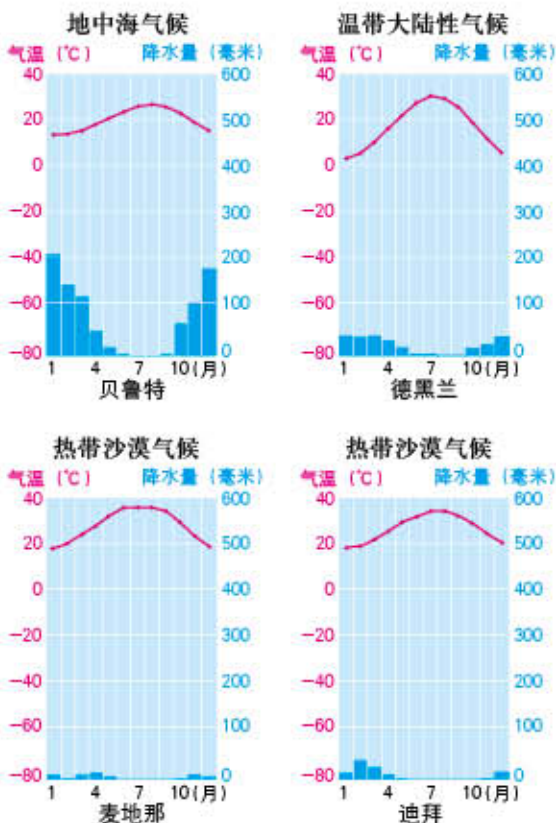 地中海气候
气温（℃） 降水量（毫米）
40 600
20 500
0 400
−20 300
−40 200
−60 100
−80 0
1 4 7 10(月)
贝鲁特
温带大陆性气候
气温（℃） 降水量（毫米）
40 600
20 500
0 400
−20 300
−40 200
−60 100
−80 0
1 4 7 10(月)
德黑兰
热带沙漠气候
气温（℃） 降水量（毫米）
40 600
20 500
0 400
−20 300
−40 200
−60 100
−80 0
1 4 7 10(月)
麦地那
热带沙漠气候
气温（℃） 降水量（毫米）
40 600
20 500
0 400
−20 300
−40 200
−60 100
−80 0
1 4 7 10(月)
迪拜